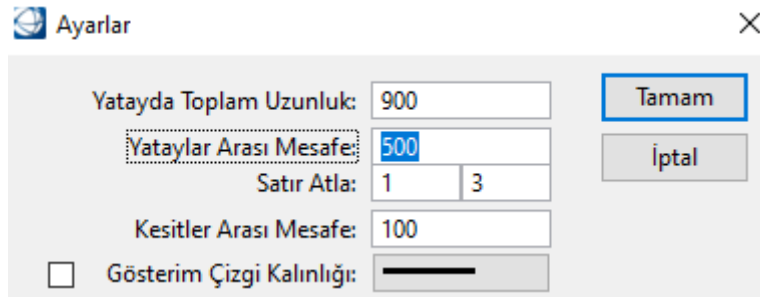 Ayarlar
Yatayda Toplam Uzunluk: 900
Tamam
Yataylar Arası Mesafe: 500
İptal
Satır Atla: 1 3
Kesitler Arası Mesafe: 100
Gösterim Çizgi Kalınlığı: